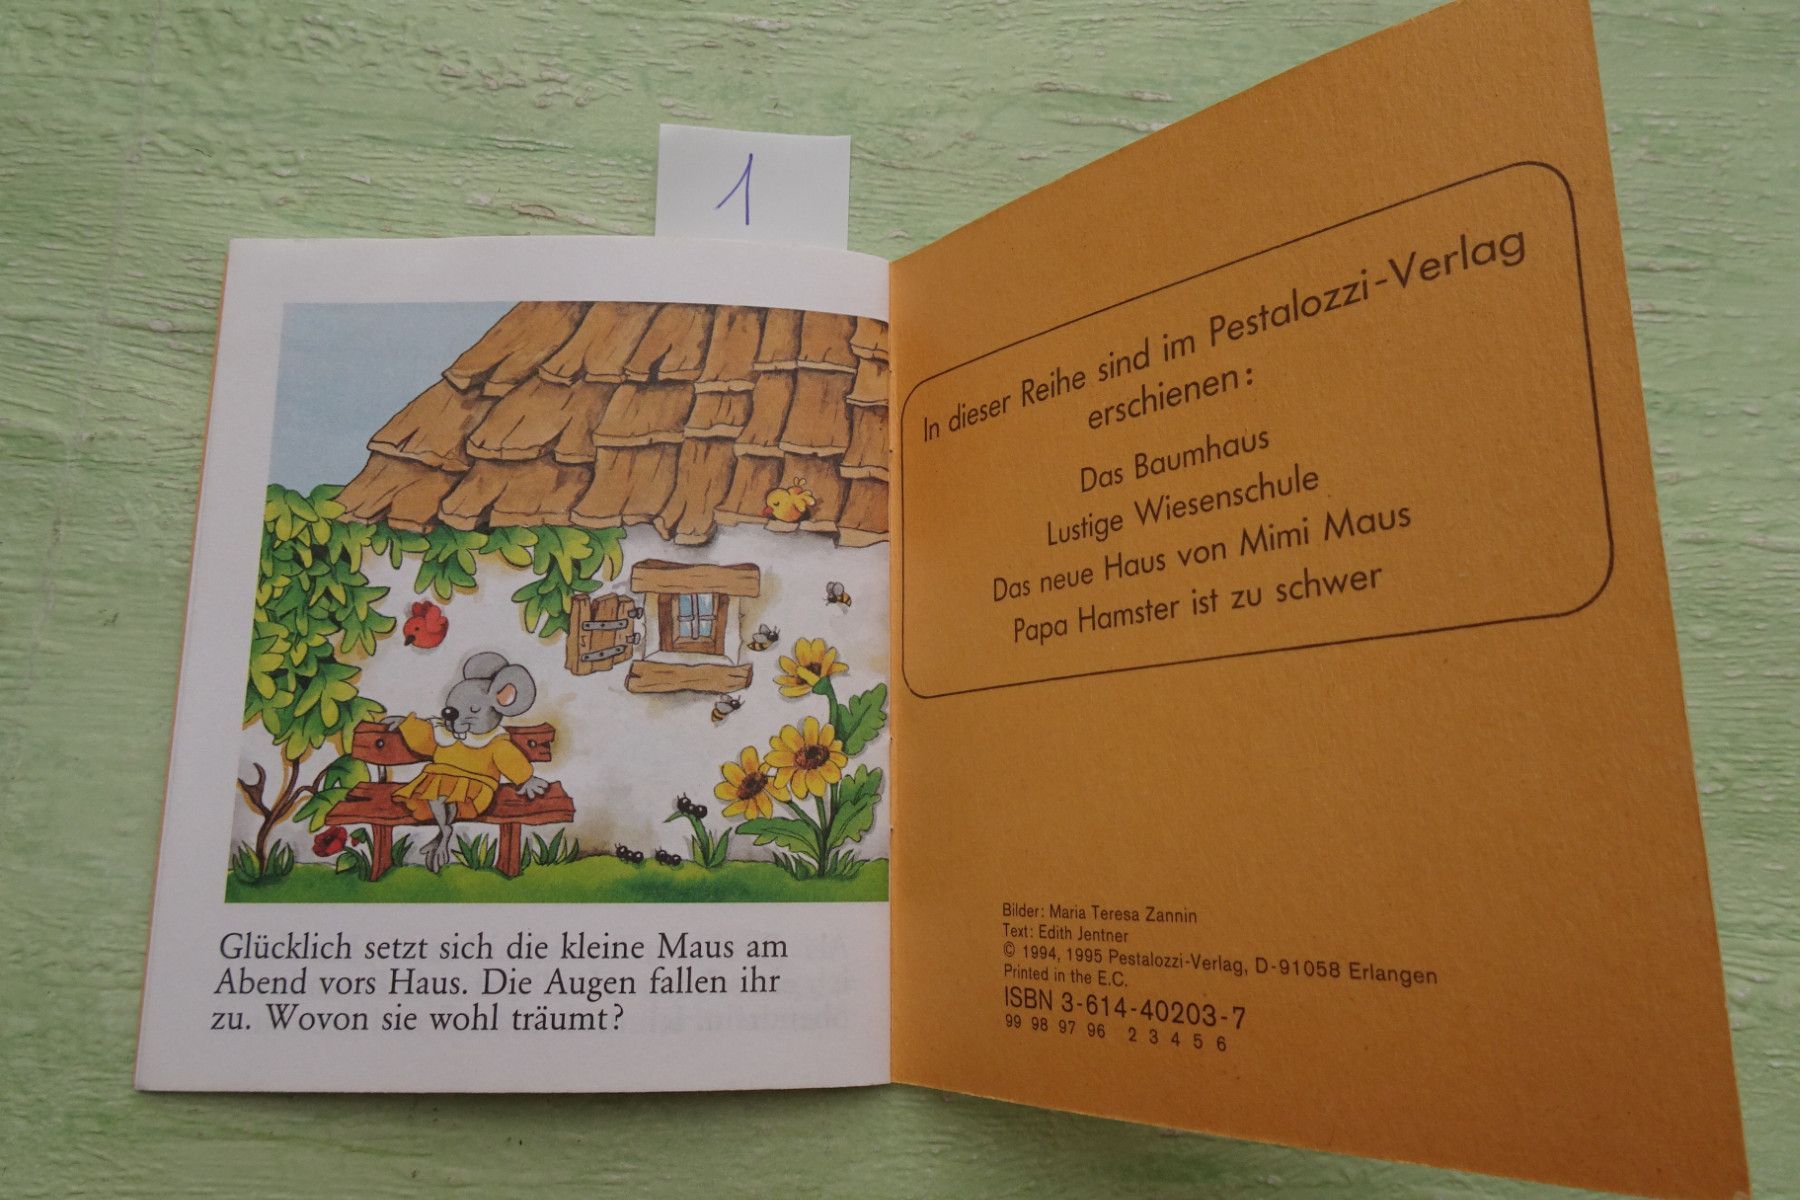 1
Glücklich setzt sich die kleine Maus am
Abend vors Haus. Die Augen fallen ihr
zu. Wovon sie wohl träumt?
In dieser Reihe sind im Pestalozzi-Verlag
erschienen:
Das Baumhaus
Lustige Wiesenschule
Das neue Haus von Mimi Maus
Papa Hamster ist zu schwer
Bilder: Maria Teresa Zannin
Text: Edith Jentner
© 1994, 1995 Pestalozzi-Verlag, D-91058 Erlangen
Printed in the E.C.
ISBN 3-614-40203-7
99 98 97 96 2 3 4 5 6